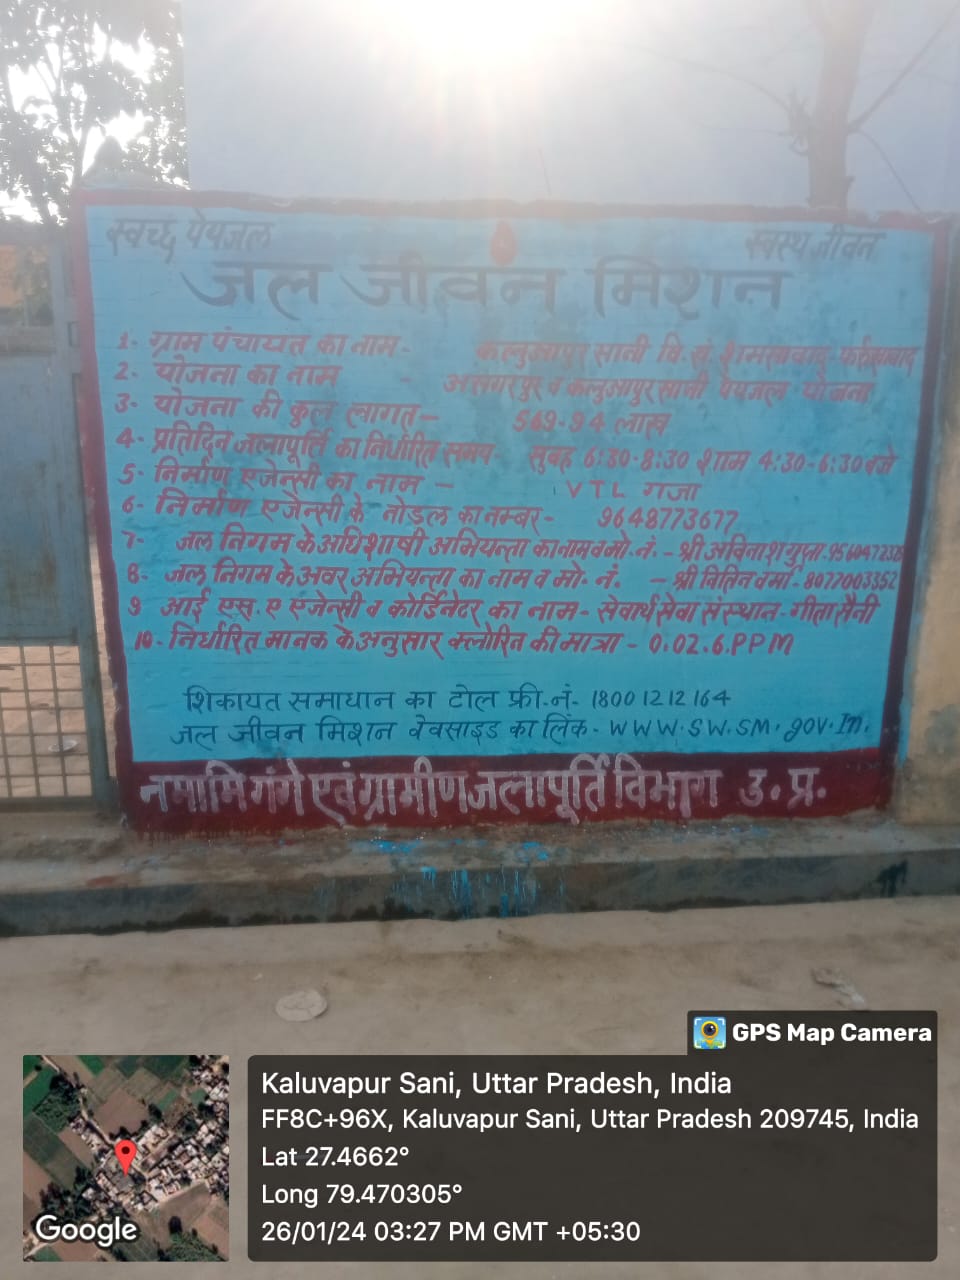 स्वच्छ पेयजल स्वस्थ जीवन
जल जीवन मिशन
1- ग्राम पंचायत का नाम- कलुआपुर सानी वि.खं. शमसाबाद-फर्रुखाबाद
2- योजना का नाम - असगरपुर व कलुआपुर सानी पेयजल योजना
3- योजना की कुल लागत- 569-94 लाख
4- प्रतिदिन जलापूर्ति का निर्धारित समय- सुबह 6:30-8:30 शाम 4:30-6:30 बजे
5- निर्माण एजेन्सी का नाम - VTL गजा
6- निर्माण एजेन्सी के नोडल का नम्बर- 9648773677
7- जल निगम के अधिशाषी अभियन्ता का नाम व मो. नं. - श्री अविनाश गुप्ता.
8- जल निगम के अवर अभियन्ता का नाम व मो. नं. - श्री वितिन वर्मा- 8077003352
9 आई एस. ए एजेन्सी व कोर्डिनेटर का नाम- सेवार्थ सेवा संस्थान- गीता सैनी
10- निर्धारित मानक के अनुसार क्लोरिन की मात्रा - 0.02.6.PPM
शिकायत समाधान का टोल फ्री.नं- 18001212164
जल जीवन मिशन वेवसाइड का लिंक- WWW.SW.SM.gov.In.
नमामि गंगे एवं ग्रामीण जलापूर्ति विभाग उ.प्र.
GPS Map Camera
Kaluvapur Sani, Uttar Pradesh, India
FF8C+96X, Kaluvapur Sani, Uttar Pradesh 209745, India
Lat 27.4662°
Long 79.470305°
26/01/24 03:27 PM GMT +05:30
Google